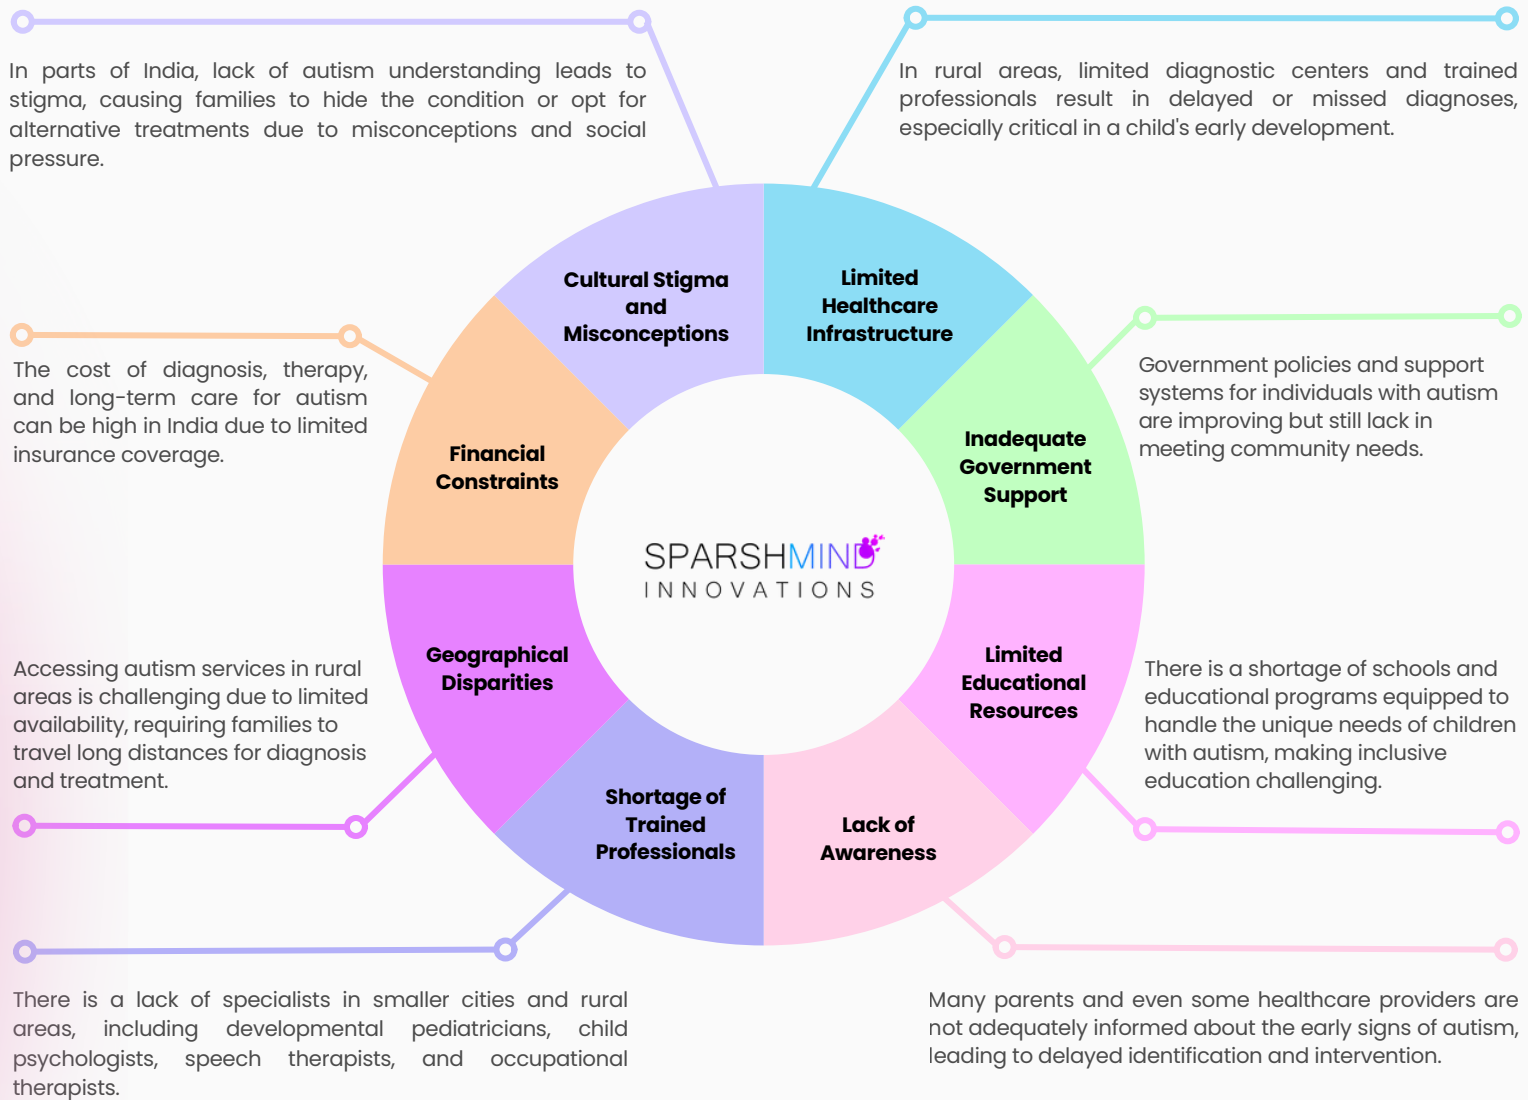 In parts of India, lack of autism understanding leads to
stigma, causing families to hide the condition or opt for
alternative treatments due to misconceptions and social
pressure.
In rural areas, limited diagnostic centers and trained
professionals result in delayed or missed diagnoses,
especially critical in a child's early development.
Cultural Stigma
and
Misconceptions
Limited
Healthcare
Infrastructure
The cost of diagnosis, therapy,
and long-term care for autism
can be high in India due to limited
insurance coverage.
Financial
Constraints
Inadequate
Government
Support
Government policies and support
systems for individuals with autism
are improving but still lack in
meeting community needs.
SPARSHMIND
INNOVATIONS
Accessing autism services in rural
areas is challenging due to limited
availability, requiring families to
travel long distances for diagnosis
and treatment.
Geographical
Disparities
Limited
Educational
Resources
There is a shortage of schools and
educational programs equipped to
handle the unique needs of children
with autism, making inclusive
education challenging.
Shortage of
Trained
Professionals
Lack of
Awareness
There is a lack of specialists in smaller cities and rural
areas, including developmental pediatricians, child
psychologists, speech therapists, and occupational
therapists.
Many parents and even some healthcare providers are
not adequately informed about the early signs of autism,
leading to delayed identification and intervention.